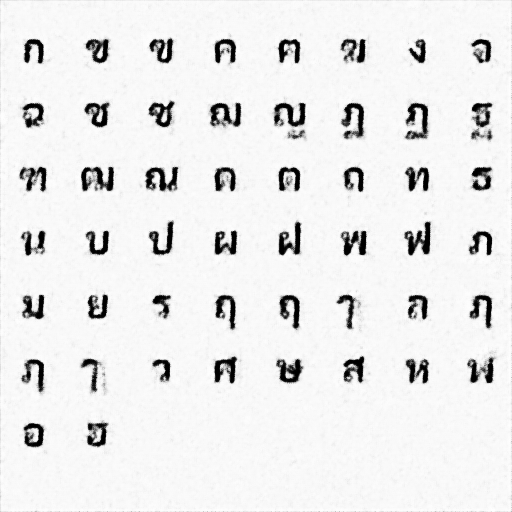 ก ข ฃ ค ฅ ฆ ง จ
ฉ ช ซ ฌ ญ ฎ ฏ ฐ
ฑ ฒ ณ ด ต ถ ท ธ
น บ ป ผ ฝ พ ฟ ภ
ม ย ร ฤ ฤ ๅ ล ฦ
ฦ ๅ ว ศ ษ ส ห ฬ
อ ฮ